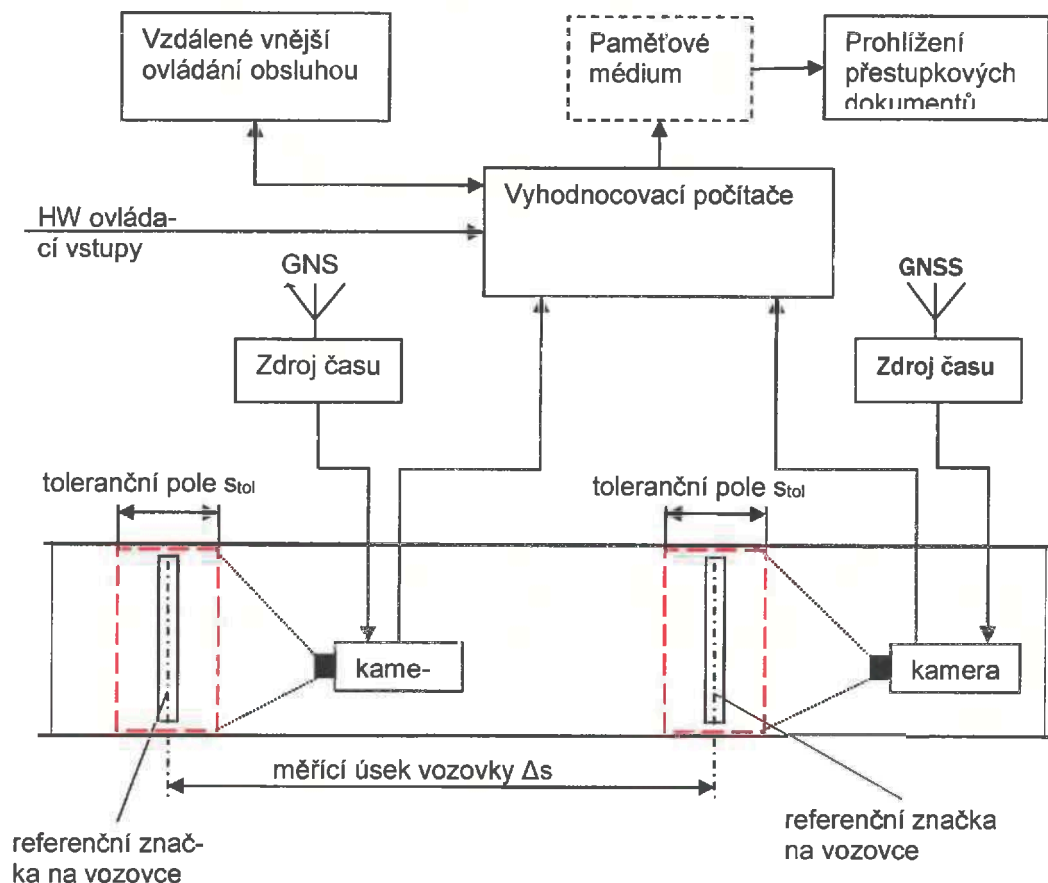 Vzdálené vnější
ovládání obsluhou
Paměťové
médium
Prohlížení
přestupkových
dokumentů
Vyhodnocovací počítače
HW ovláda-
cí vstupy
GNS
GNSS
Zdroj času
Zdroj času
toleranční pole stol
toleranční pole stol
kame-
kamera
měřící úsek vozovky Δs
referenční znač-
ka na vozovce
referenční značka
na vozovce